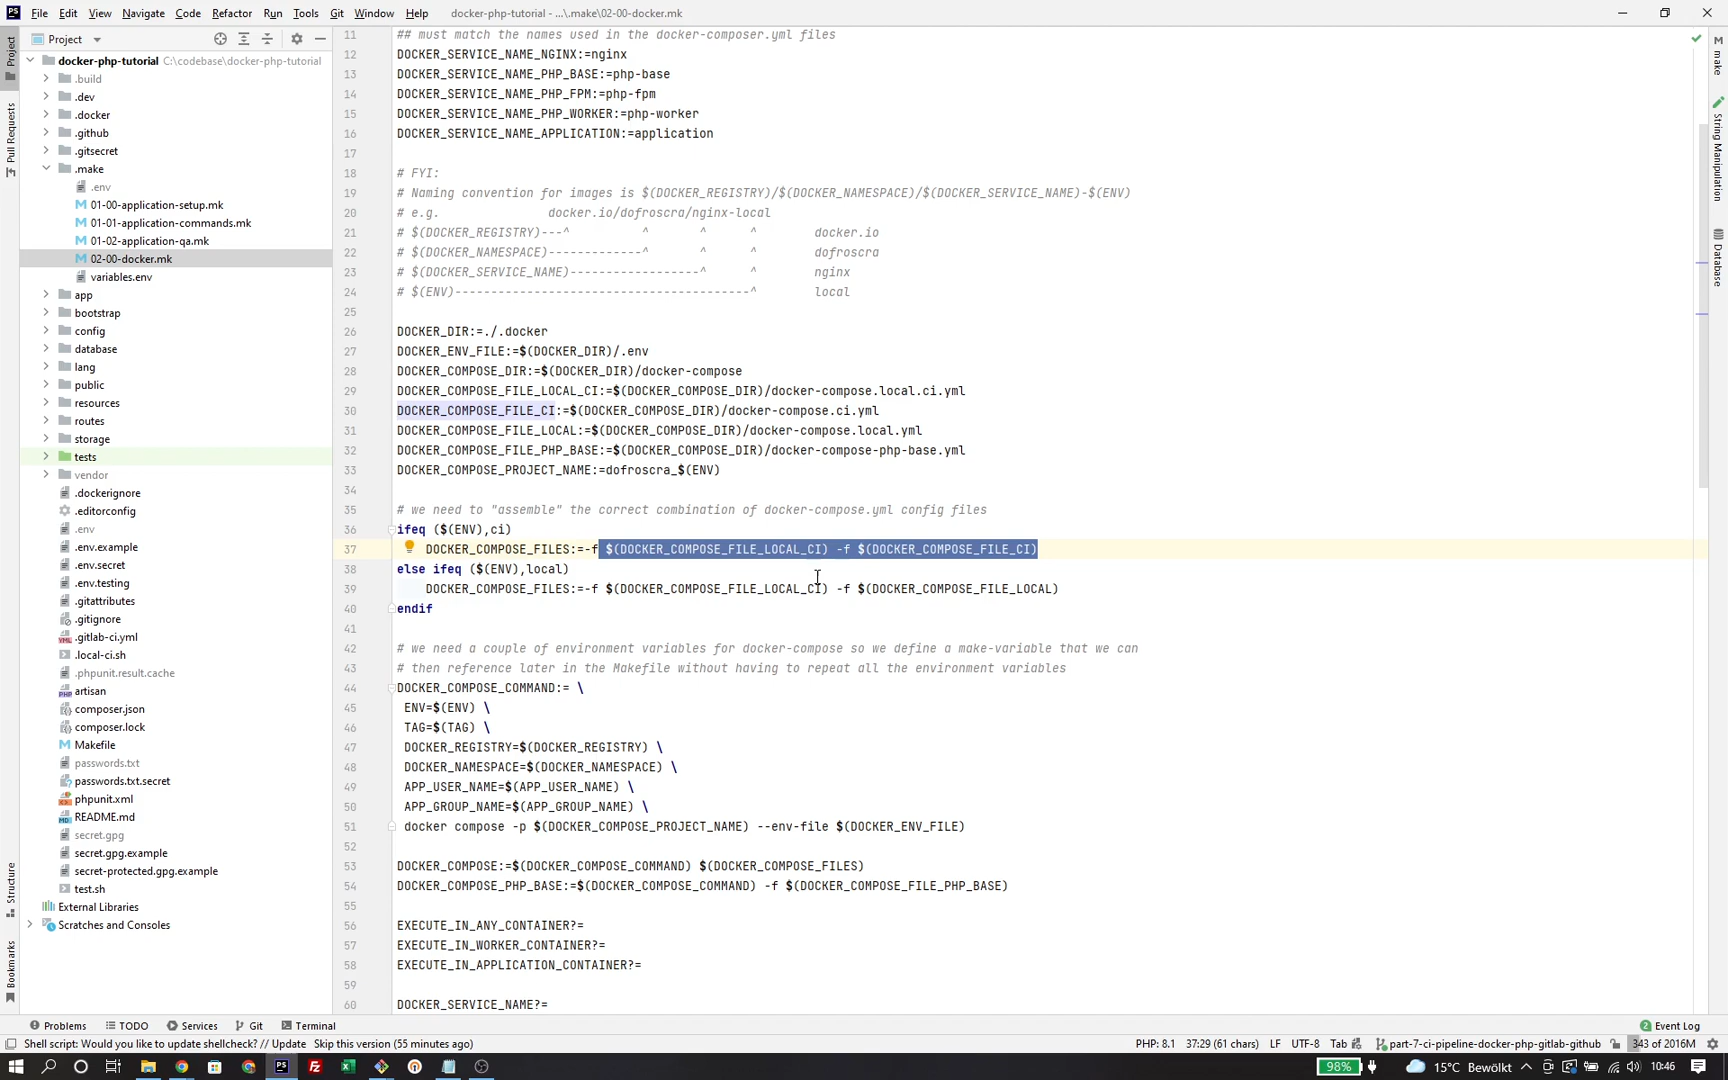 File Edit View Navigate Code Refactor Run Tools Git Window Help docker-php-tutorial - ...\.make\02-00-docker.mk
Project
docker-php-tutorial C:\codebase\docker-php-tutorial
.build
.dev
.docker
.github
.gitsecret
.make
.env
01-00-application-setup.mk
01-01-application-commands.mk
01-02-application-qa.mk
02-00-docker.mk
variables.env
app
bootstrap
config
database
lang
public
resources
routes
storage
tests
vendor
.dockerignore
.editorconfig
.env
.env.example
.env.secret
.env.testing
.gitattributes
.gitignore
.gitlab-ci.yml
.local-ci.sh
.phpunit.result.cache
artisan
composer.json
composer.lock
Makefile
passwords.txt
passwords.txt.secret
phpunit.xml
README.md
secret.gpg
secret.gpg.example
secret-protected.gpg.example
test.sh
External Libraries
Scratches and Consoles
Project
Pull Requests
Structure
Bookmarks
11 ## must match the names used in the docker-composer.yml files
12 DOCKER_SERVICE_NAME_NGINX:=nginx
13 DOCKER_SERVICE_NAME_PHP_BASE:=php-base
14 DOCKER_SERVICE_NAME_PHP_FPM:=php-fpm
15 DOCKER_SERVICE_NAME_PHP_WORKER:=php-worker
16 DOCKER_SERVICE_NAME_APPLICATION:=application
17
18 # FYI:
19 # Naming convention for images is $(DOCKER_REGISTRY)/$(DOCKER_NAMESPACE)/$(DOCKER_SERVICE_NAME)-$(ENV)
20 # e.g.               docker.io/dofroscra/nginx-local
21 # $(DOCKER_REGISTRY)---^          ^       ^      ^        docker.io
22 # $(DOCKER_NAMESPACE)-------------^       ^      ^        dofroscra
23 # $(DOCKER_SERVICE_NAME)------------------^      ^        nginx
24 # $(ENV)-----------------------------------------^        local
25
26 DOCKER_DIR:=./.docker
27 DOCKER_ENV_FILE:=$(DOCKER_DIR)/.env
28 DOCKER_COMPOSE_DIR:=$(DOCKER_DIR)/docker-compose
29 DOCKER_COMPOSE_FILE_LOCAL_CI:=$(DOCKER_COMPOSE_DIR)/docker-compose.local.ci.yml
30 DOCKER_COMPOSE_FILE_CI:=$(DOCKER_COMPOSE_DIR)/docker-compose.ci.yml
31 DOCKER_COMPOSE_FILE_LOCAL:=$(DOCKER_COMPOSE_DIR)/docker-compose.local.yml
32 DOCKER_COMPOSE_FILE_PHP_BASE:=$(DOCKER_COMPOSE_DIR)/docker-compose-php-base.yml
33 DOCKER_COMPOSE_PROJECT_NAME:=dofroscra_$(ENV)
34
35 # we need to "assemble" the correct combination of docker-compose.yml config files
36 ifeq ($(ENV),ci)
37     DOCKER_COMPOSE_FILES:=-f $(DOCKER_COMPOSE_FILE_LOCAL_CI) -f $(DOCKER_COMPOSE_FILE_CI)
38 else ifeq ($(ENV),local)
39     DOCKER_COMPOSE_FILES:=-f $(DOCKER_COMPOSE_FILE_LOCAL_CI) -f $(DOCKER_COMPOSE_FILE_LOCAL)
40 endif
41
42 # we need a couple of environment variables for docker-compose so we define a make-variable that we can
43 # then reference later in the Makefile without having to repeat all the environment variables
44 DOCKER_COMPOSE_COMMAND:= \
45  ENV=$(ENV) \
46  TAG=$(TAG) \
47  DOCKER_REGISTRY=$(DOCKER_REGISTRY) \
48  DOCKER_NAMESPACE=$(DOCKER_NAMESPACE) \
49  APP_USER_NAME=$(APP_USER_NAME) \
50  APP_GROUP_NAME=$(APP_GROUP_NAME) \
51  docker compose -p $(DOCKER_COMPOSE_PROJECT_NAME) --env-file $(DOCKER_ENV_FILE)
52
53 DOCKER_COMPOSE:=$(DOCKER_COMPOSE_COMMAND) $(DOCKER_COMPOSE_FILES)
54 DOCKER_COMPOSE_PHP_BASE:=$(DOCKER_COMPOSE_COMMAND) -f $(DOCKER_COMPOSE_FILE_PHP_BASE)
55
56 EXECUTE_IN_ANY_CONTAINER?=
57 EXECUTE_IN_WORKER_CONTAINER?=
58 EXECUTE_IN_APPLICATION_CONTAINER?=
59
60 DOCKER_SERVICE_NAME?=
make
String Manipulation
Database
Problems TODO Services Git Terminal 2 Event Log
Shell script: Would you like to update shellcheck? // Update Skip this version (55 minutes ago) PHP: 8.1 37:29 (61 chars) LF UTF-8 Tab part-7-ci-pipeline-docker-php-gitlab-github 343 of 2016M
98% 15°C Bewölkt 10:46